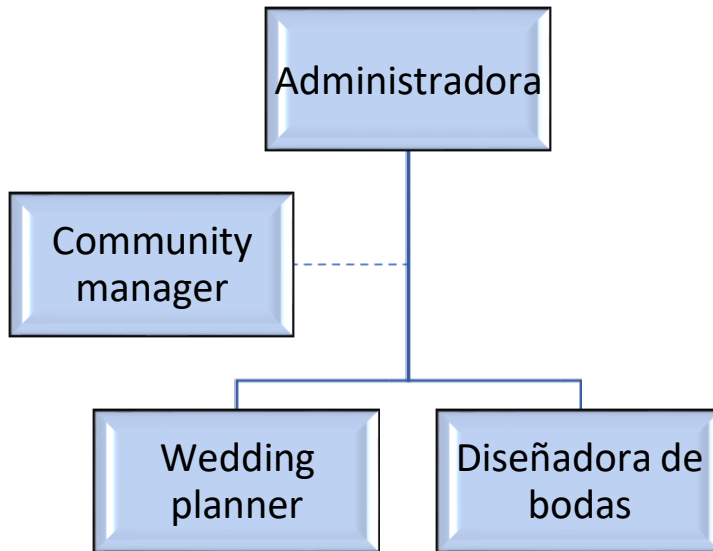 Administradora
Community
manager
Wedding
planner
Diseñadora de
bodas